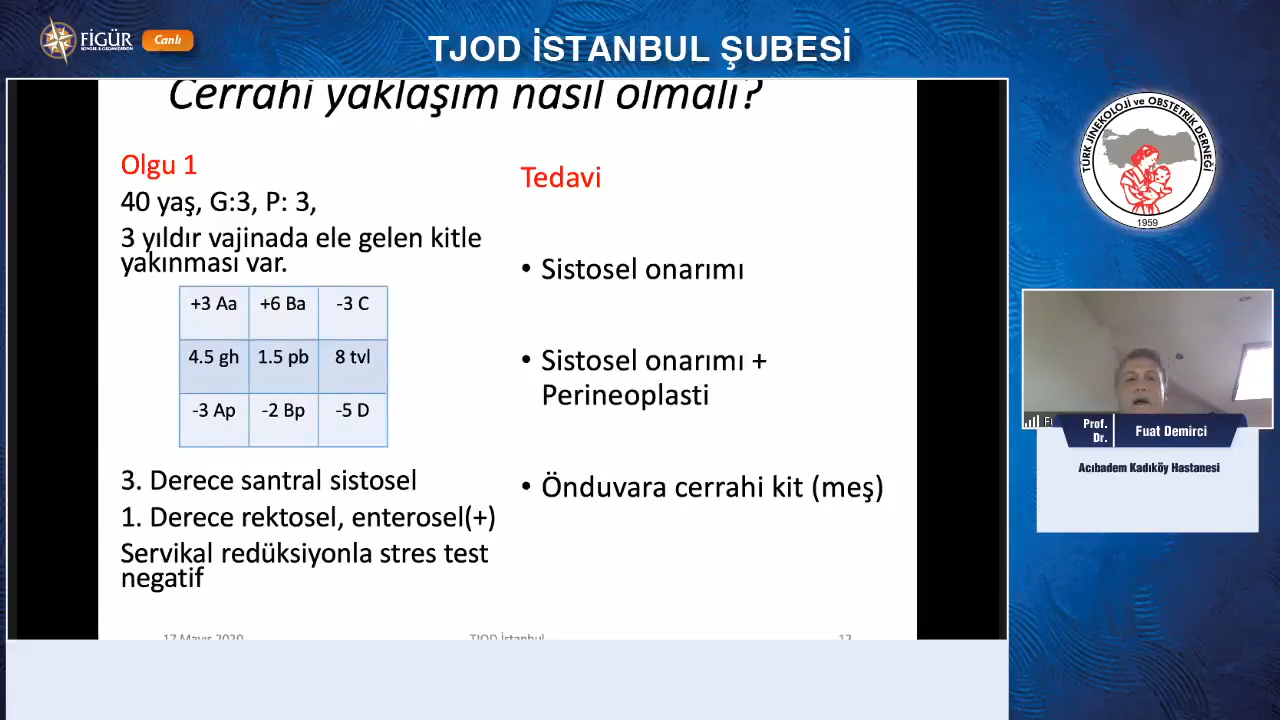 FİGÜR
KONGRE & ORGANİZASYON
Canlı
TJOD İSTANBUL ŞUBESİ
Cerrahi yaklaşım nasıl olmalı?
Olgu 1
40 yaş, G:3, P: 3,
3 yıldır vajinada ele gelen kitle
yakınması var.
+3 Aa +6 Ba -3 C
4.5 gh 1.5 pb 8 tvl
-3 Ap -2 Bp -5 D
3. Derece santral sistosel
1. Derece rektosel, enterosel(+)
Servikal redüksiyonla stres test
negatif
Tedavi
• Sistosel onarımı
• Sistosel onarımı +
Perineoplasti
• Önduvara cerrahi kit (meş)
17 Mayıs 2020 TJOD İstanbul 12
TÜRK JİNEKOLOJİ ve OBSTETRİK DERNEĞİ
1959
Prof.
Dr.
Fuat Demirci
Acıbadem Kadıköy Hastanesi